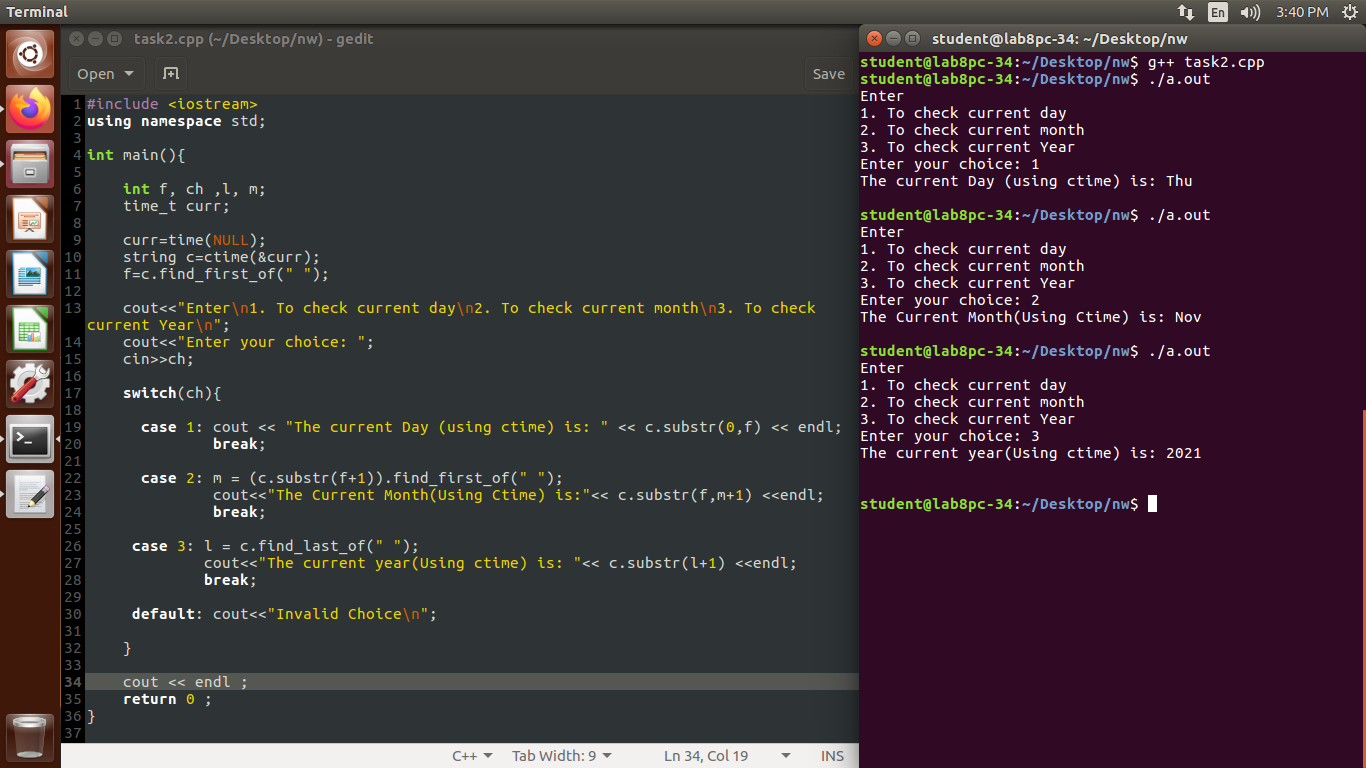 Terminal
En
3:40 PM
task2.cpp (~/Desktop/nw) - gedit
Open
Save
1 #include <iostream>
2 using namespace std;
3
4 int main(){
5
6     int f, ch ,l, m;
7     time_t curr;
8
9     curr=time(NULL);
10     string c=ctime(&curr);
11     f=c.find_first_of(" ");
12
13     cout<<"Enter\n1. To check current day\n2. To check current month\n3. To check
current Year\n";
14     cout<<"Enter your choice: ";
15     cin>>ch;
16
17     switch(ch){
18
19       case 1: cout << "The current Day (using ctime) is: " << c.substr(0,f) << endl;
20               break;
21
22       case 2: m = (c.substr(f+1)).find_first_of(" ");
23               cout<<"The Current Month(Using Ctime) is:"<< c.substr(f,m+1) <<endl;
24               break;
25
26      case 3: l = c.find_last_of(" ");
27              cout<<"The current year(Using ctime) is: "<< c.substr(l+1) <<endl;
28              break;
29
30      default: cout<<"Invalid Choice\n";
31
32     }
33
34     cout << endl ;
35     return 0 ;
36 }
37
C++
Tab Width: 9
Ln 34, Col 19
INS
student@lab8pc-34: ~/Desktop/nw
student@lab8pc-34:~/Desktop/nw$ g++ task2.cpp
student@lab8pc-34:~/Desktop/nw$ ./a.out
Enter
1. To check current day
2. To check current month
3. To check current Year
Enter your choice: 1
The current Day (using ctime) is: Thu
student@lab8pc-34:~/Desktop/nw$ ./a.out
Enter
1. To check current day
2. To check current month
3. To check current Year
Enter your choice: 2
The Current Month(Using Ctime) is: Nov
student@lab8pc-34:~/Desktop/nw$ ./a.out
Enter
1. To check current day
2. To check current month
3. To check current Year
Enter your choice: 3
The current year(Using ctime) is: 2021
student@lab8pc-34:~/Desktop/nw$